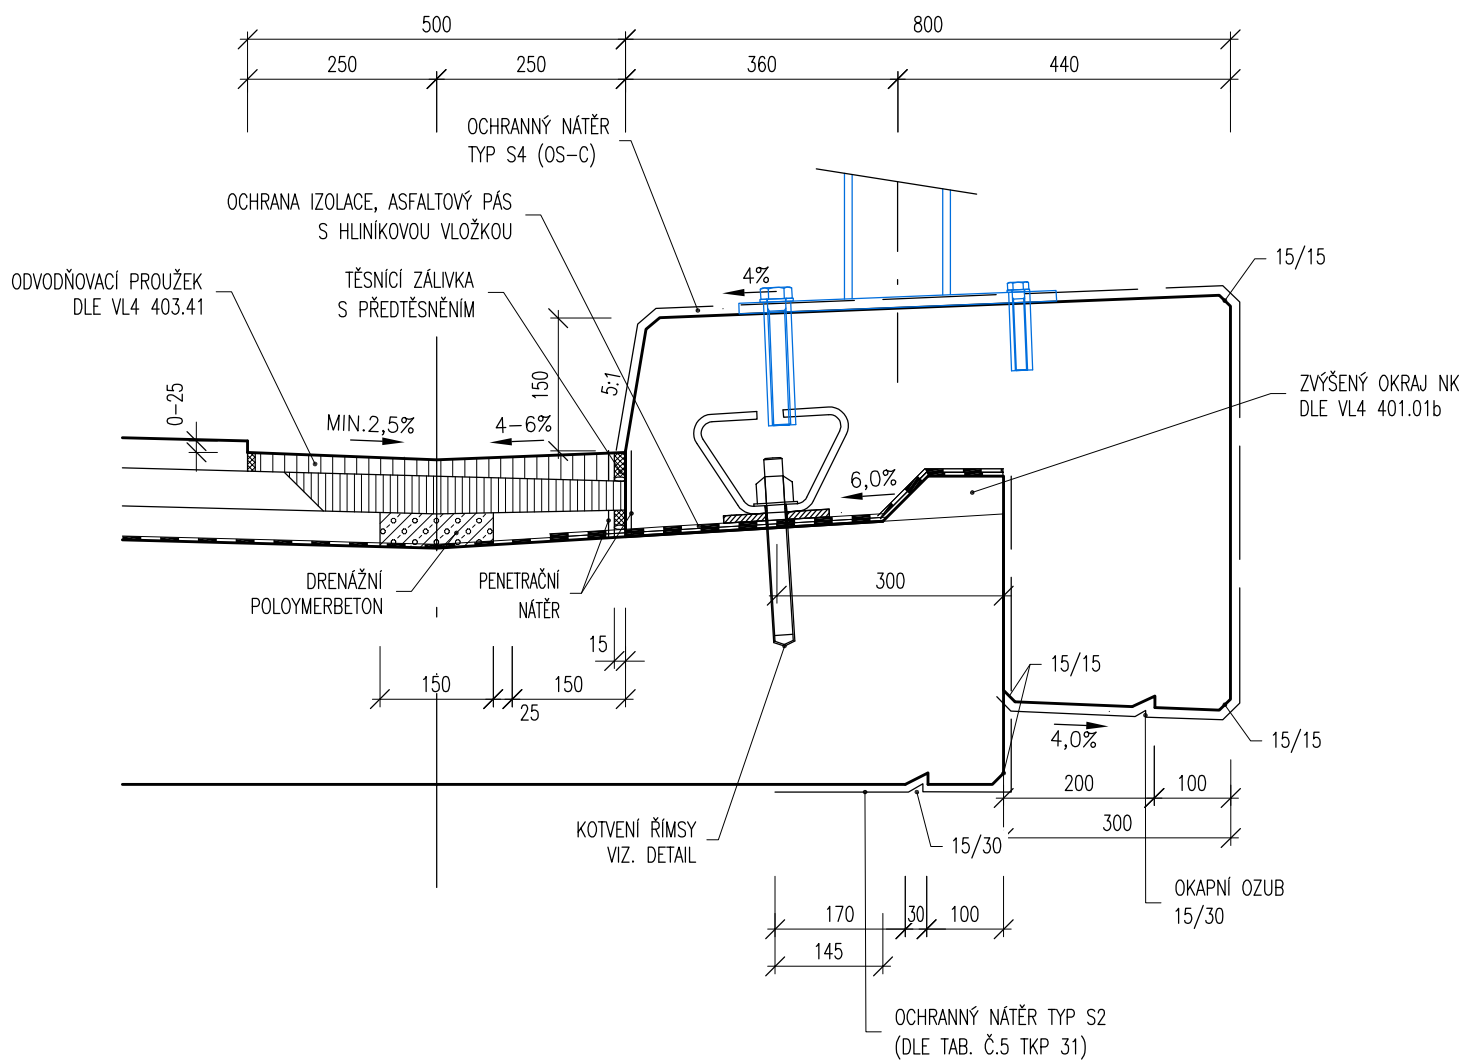 500
800
250
250
360
440
OCHRANNÝ NÁTĚR
TYP S4 (OS-C)
OCHRANA IZOLACE, ASFALTOVÝ PÁS
S HLINÍKOVOU VLOŽKOU
ODVODŇOVACÍ PROUŽEK
DLE VL4 403.41
TĚSNÍCÍ ZÁLIVKA
S PŘEDTĚSNĚNÍM
4%
15/15
0-25
MIN.2,5%
4-6%
150
5:1
ZVÝŠENÝ OKRAJ NK
DLE VL4 401.01b
6,0%
DRENÁŽNÍ
POLOYMERBETON
PENETRAČNÍ
NÁTĚR
300
15
150
25
150
15/15
4,0%
15/15
200
100
300
KOTVENÍ ŘÍMSY
VIZ. DETAIL
15/30
OKAPNÍ OZUB
15/30
170
30
100
145
OCHRANNÝ NÁTĚR TYP S2
(DLE TAB. Č.5 TKP 31)